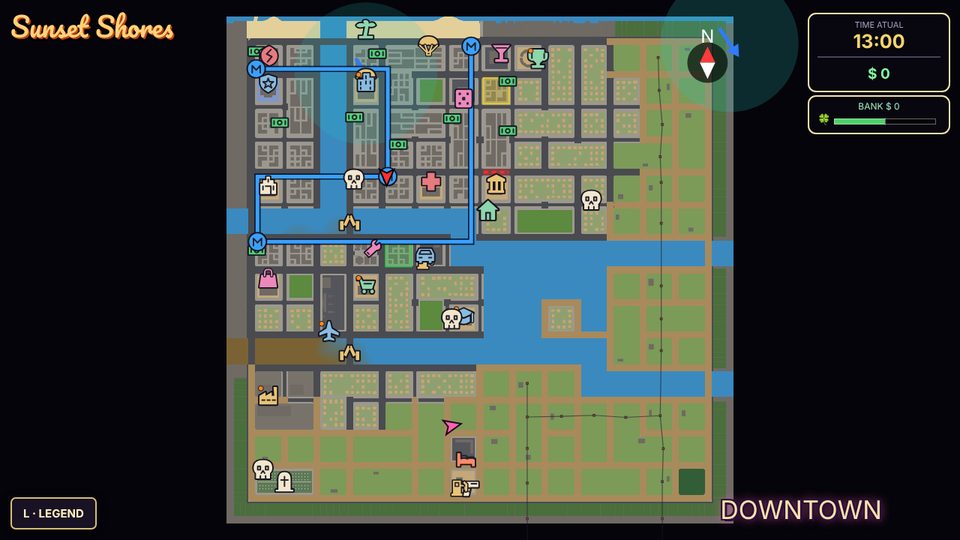 Sunset Shores
N
TIME ATUAL
13:00
$ 0
BANK $ 0
M
M
M
L · LEGEND
DOWNTOWN